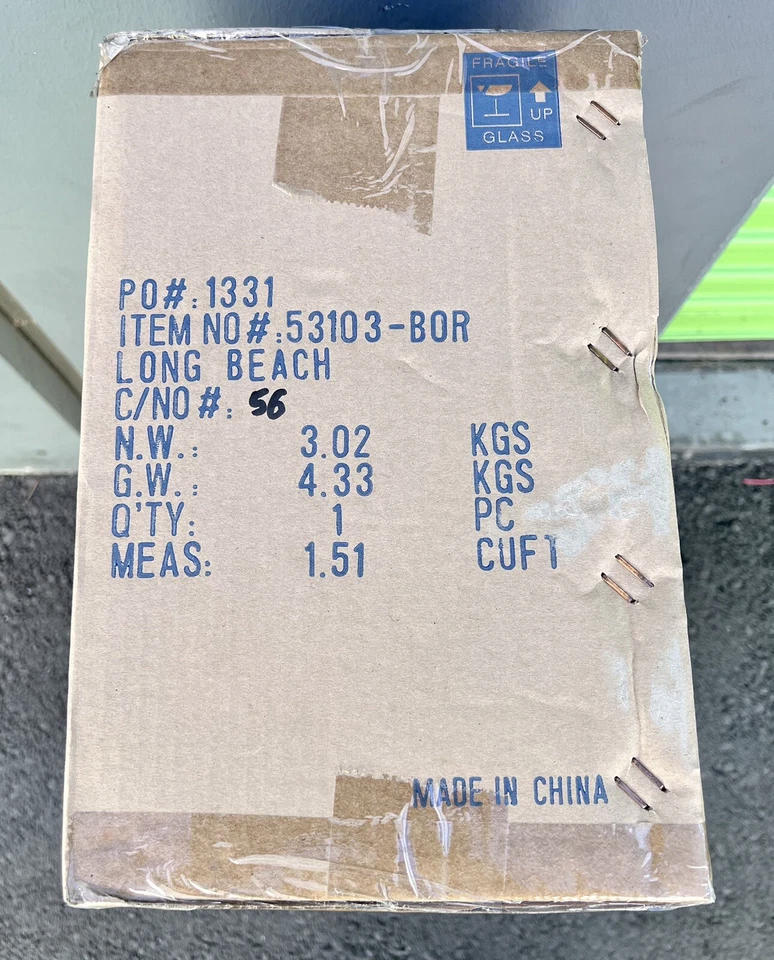 FRAGILE
UP
GLASS
PO#:1331
ITEM NO#:53103-BOR
LONG BEACH
C/NO#: 56
N.W.: 3.02 KGS
G.W.: 4.33 KGS
Q'TY: 1 PC
MEAS: 1.51 CUFT
MADE IN CHINA